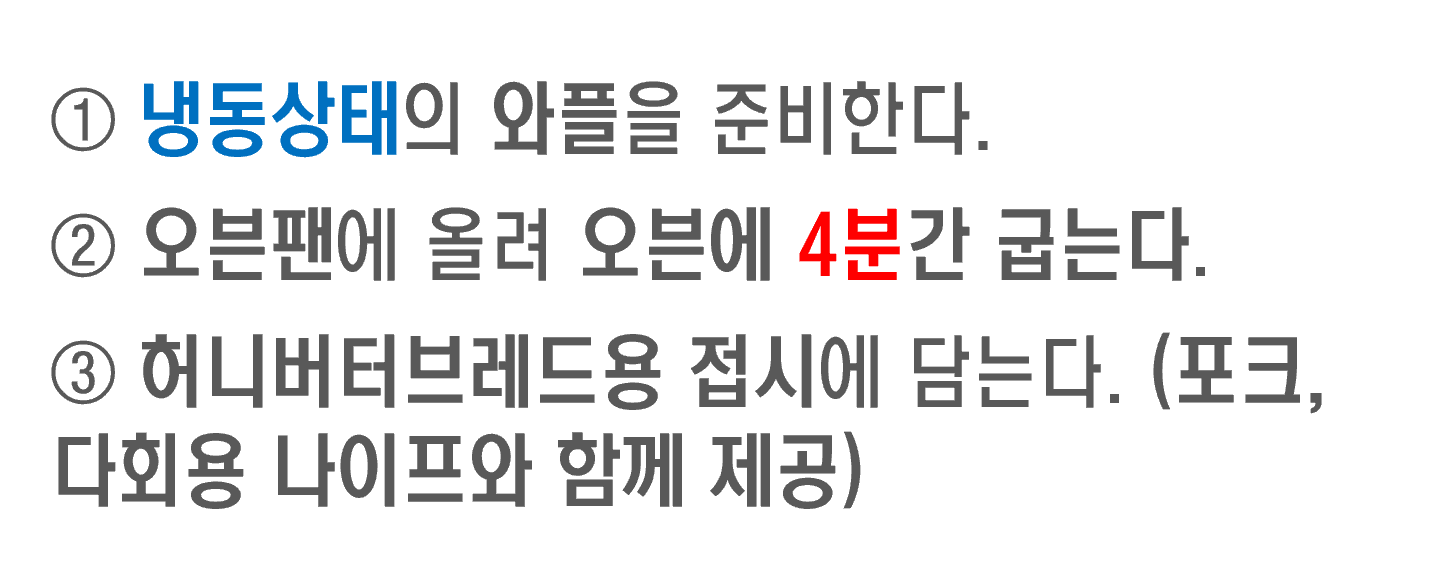 ① 냉동상태의 와플을 준비한다.
② 오븐팬에 올려 오븐에 4분간 굽는다.
③ 허니버터브레드용 접시에 담는다. (포크,
다회용 나이프와 함께 제공)